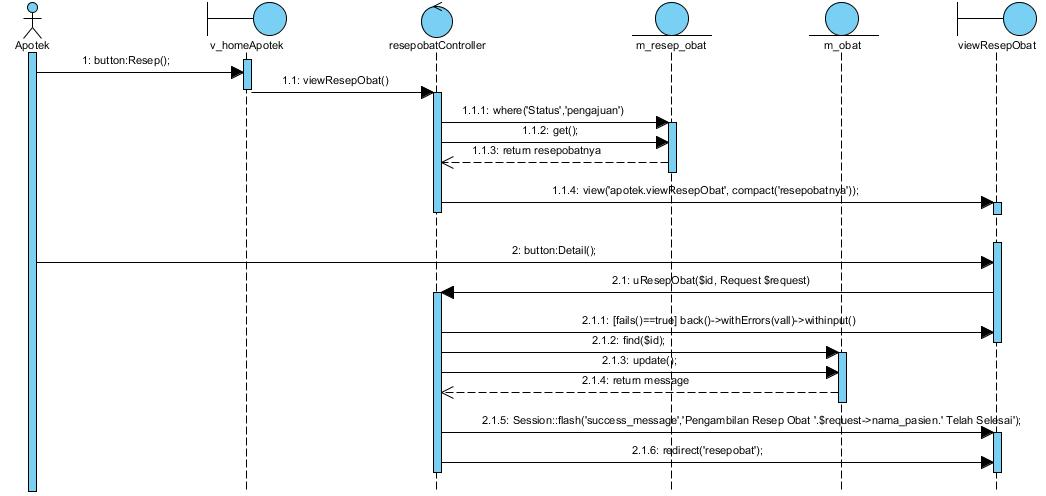 Apotek
v_homeApotek
resepobatController
m_resep_obat
m_obat
viewResepObat
1: button:Resep();
1.1: viewResepObat()
1.1.1: where('Status','pengajuan')
1.1.2: get();
1.1.3: return resepobatnya
1.1.4: view('apotek.viewResepObat', compact('resepobatnya'));
2: button:Detail();
2.1: uResepObat($id, Request $request)
2.1.1: [fails()==true] back()->withErrors(vall)->withinput()
2.1.2: find($id);
2.1.3: update();
2.1.4: return message
2.1.5: Session::flash('success_message','Pengambilan Resep Obat '.$request->nama_pasien.' Telah Selesai');
2.1.6: redirect('resepobat');